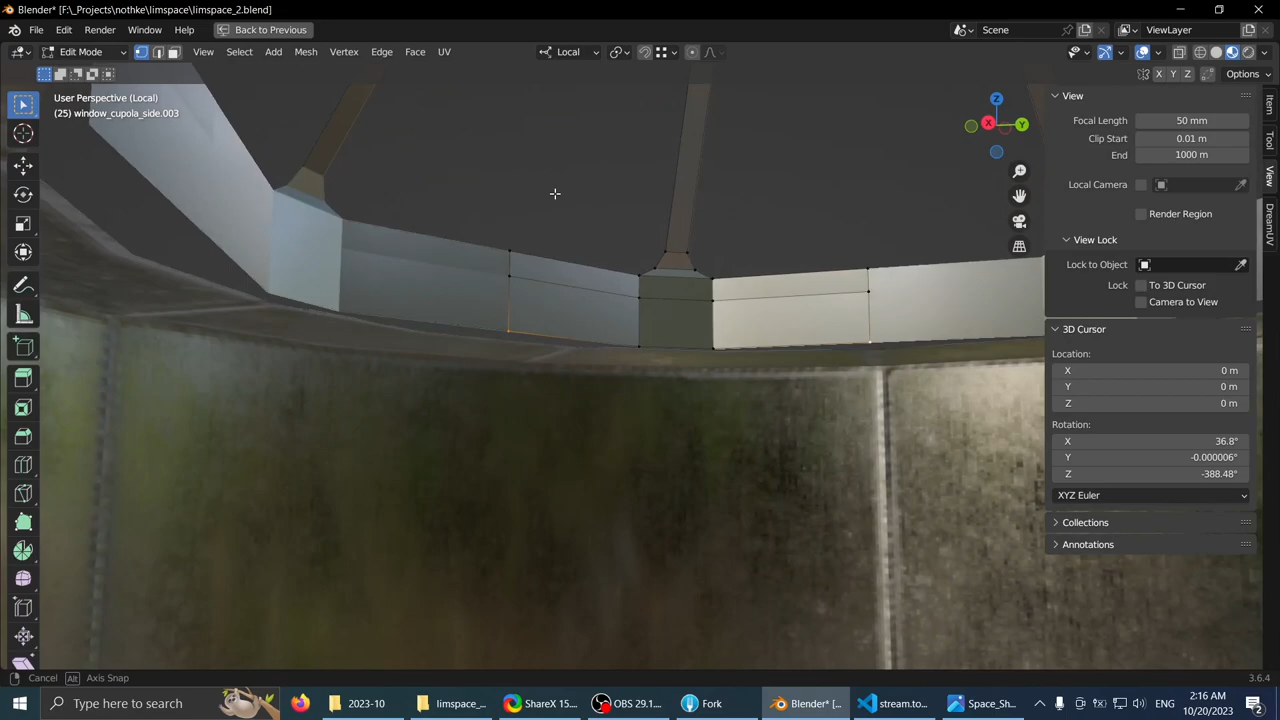 Blender* [F:\_Projects\nothke\limspace\limspace_2.blend]
File Edit Render Window Help Back to Previous Scene ViewLayer
Edit Mode View Select Add Mesh Vertex Edge Face UV Local
X Y Z Options
User Perspective (Local)
(25) window_cupola_side.003
Z
X
Y
View
Focal Length 50 mm
Clip Start 0.01 m
End 1000 m
Local Camera
Render Region
View Lock
Lock to Object
Lock To 3D Cursor
Camera to View
3D Cursor
Location:
X 0 m
Y 0 m
Z 0 m
Rotation:
X 36.8°
Y -0.000006°
Z -388.48°
XYZ Euler
Collections
Annotations
Item
Tool
View
DreamUV
Cancel Alt Axis Snap 3.6.4
Type here to search 2023-10 limspace_... ShareX 15.... OBS 29.1.... Fork Blender* [... stream.to... Space_Sh... 2:16 AM
10/20/2023 2